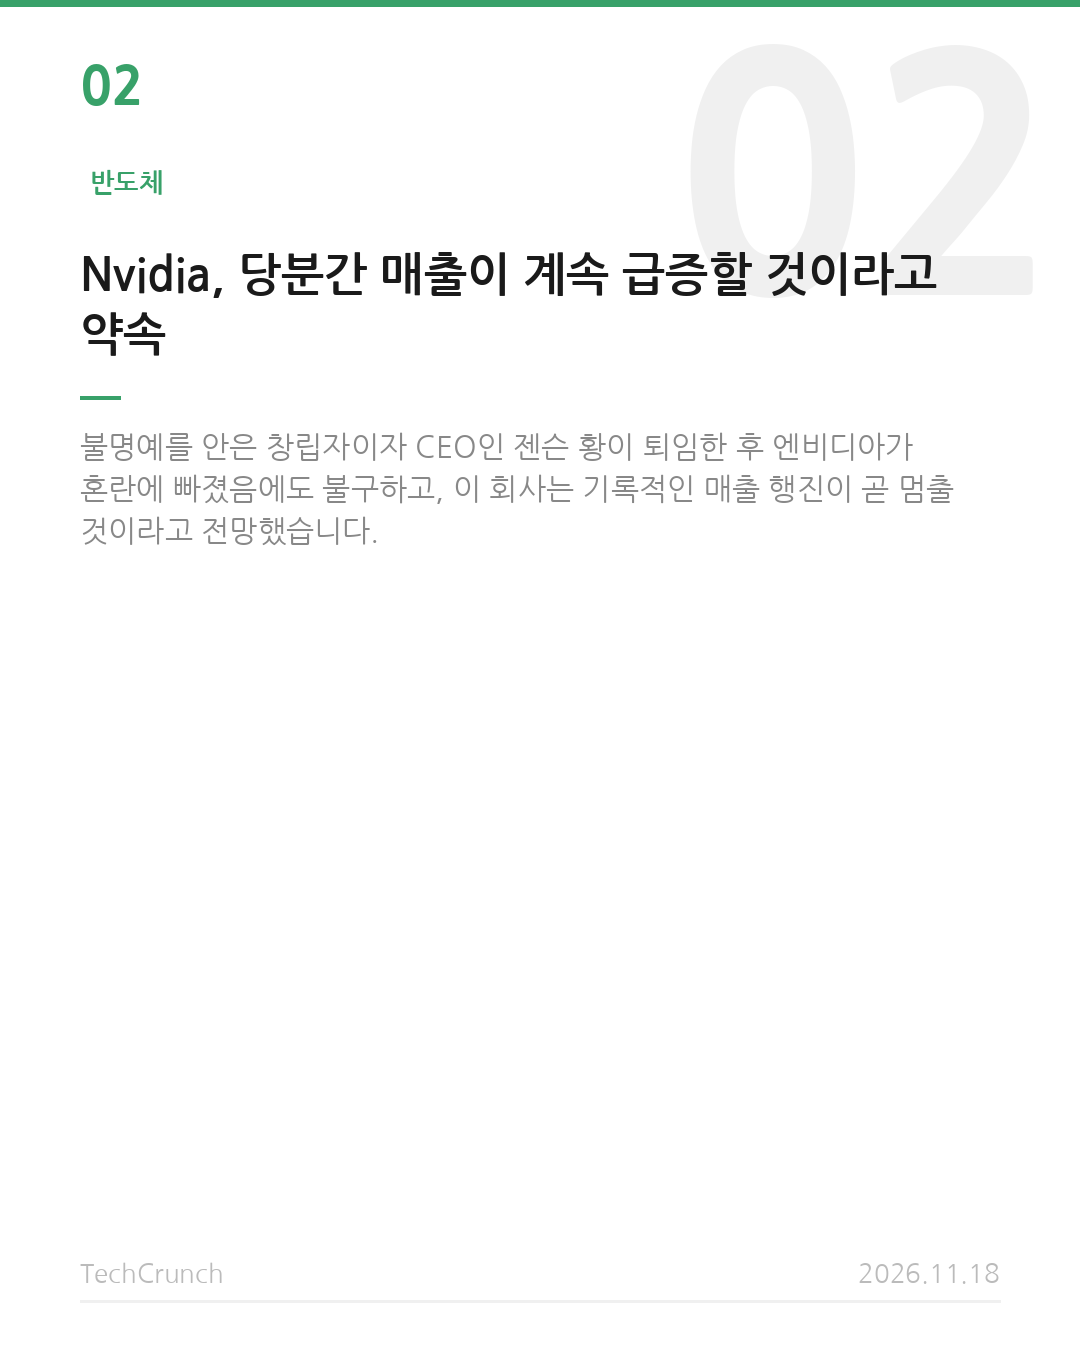 02
02
반도체
Nvidia, 당분간 매출이 계속 급증할 것이라고
약속
불명예를 안은 창립자이자 CEO인 젠슨 황이 퇴임한 후 엔비디아가
혼란에 빠졌음에도 불구하고, 이 회사는 기록적인 매출 행진이 곧 멈출
것이라고 전망했습니다.
TechCrunch
2026.11.18